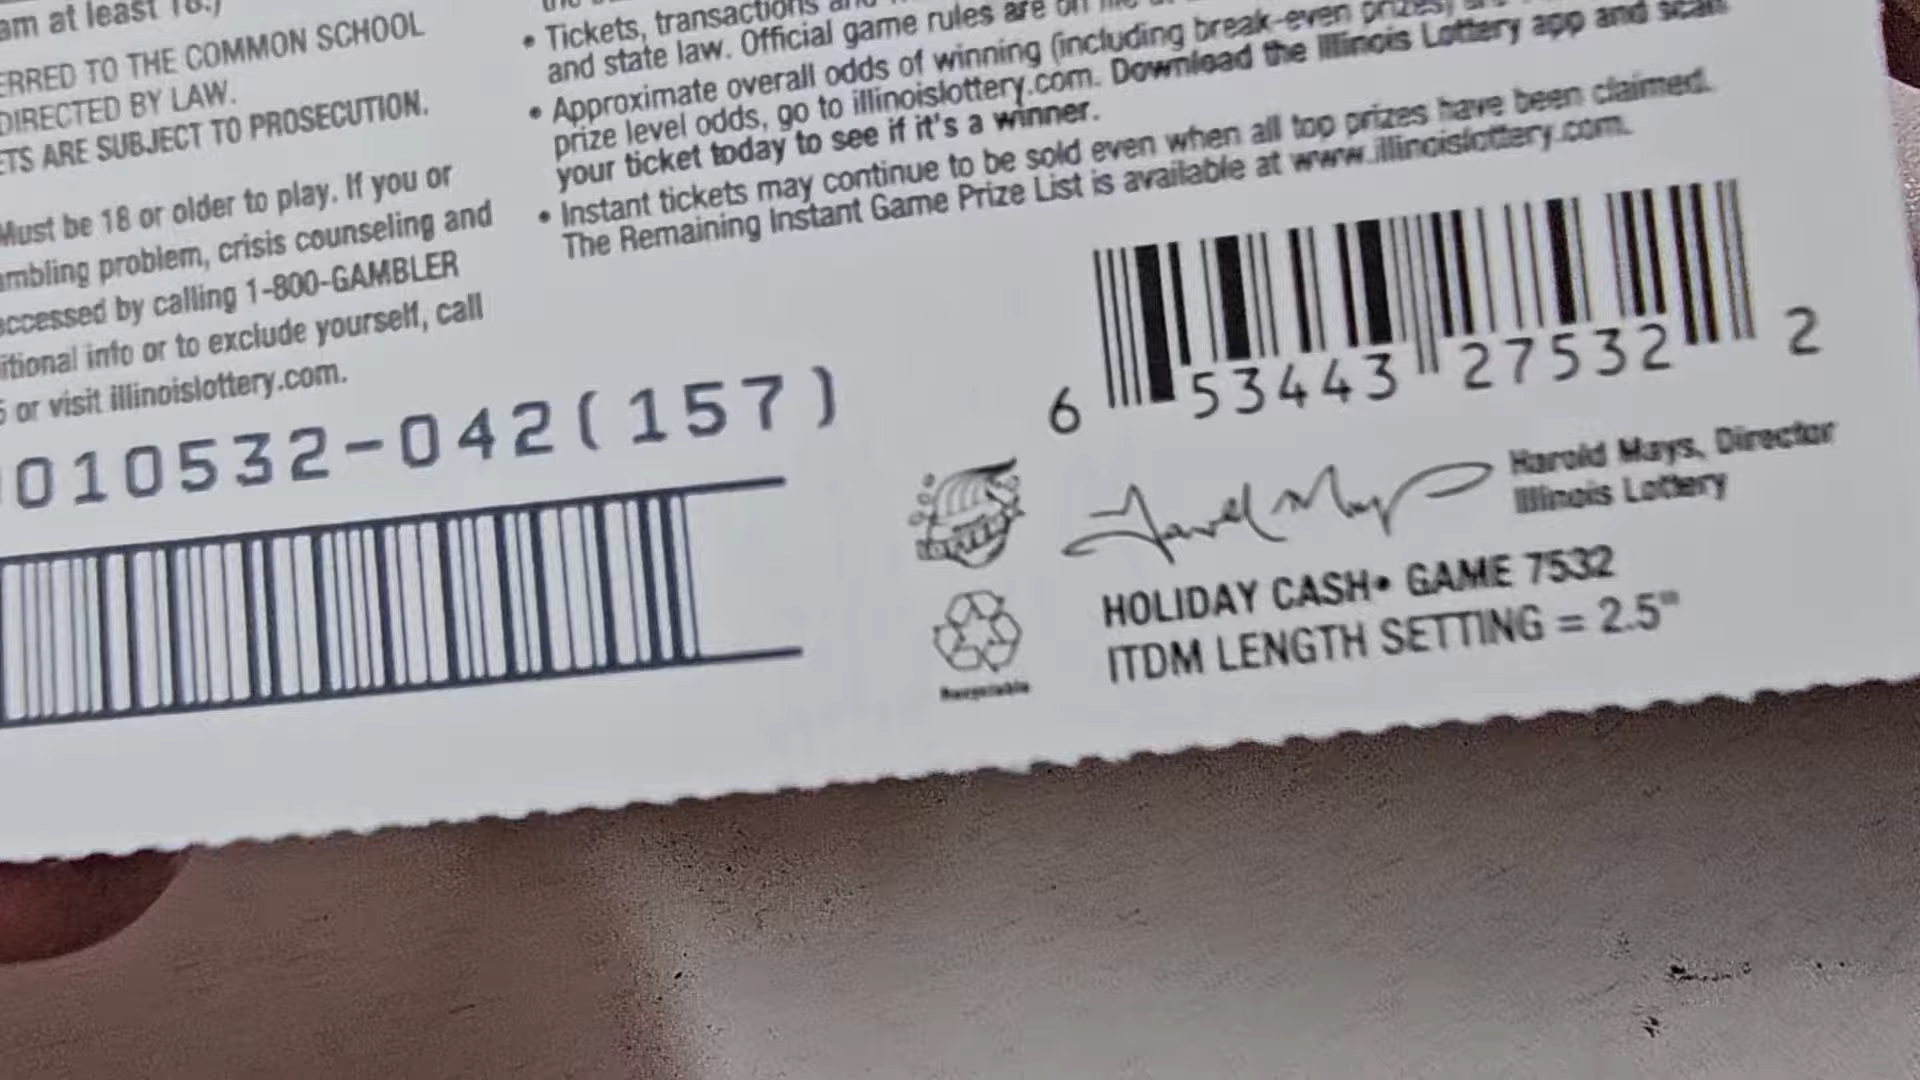 am at least 18.)
ERRED TO THE COMMON SCHOOL
DIRECTED BY LAW.
ETS ARE SUBJECT TO PROSECUTION.
Must be 18 or older to play. If you or
ambling problem, crisis counseling and
accessed by calling 1-800-GAMBLER
itional info or to exclude yourself, call
or visit illinoislottery.com.
• Tickets, transactions and
and state law. Official game rules are on file at
• Approximate overall odds of winning (including break-even prizes) are
prize level odds, go to illinoislottery.com. Download the Illinois Lottery app and scan
your ticket today to see if it's a winner.
• Instant tickets may continue to be sold even when all top prizes have been claimed.
The Remaining Instant Game Prize List is available at www.illinoislottery.com.
010532-042(157)
6 53443 27532 2
Harold Mays, Director
Illinois Lottery
HOLIDAY CASH• GAME 7532
ITDM LENGTH SETTING = 2.5"
Recyclable